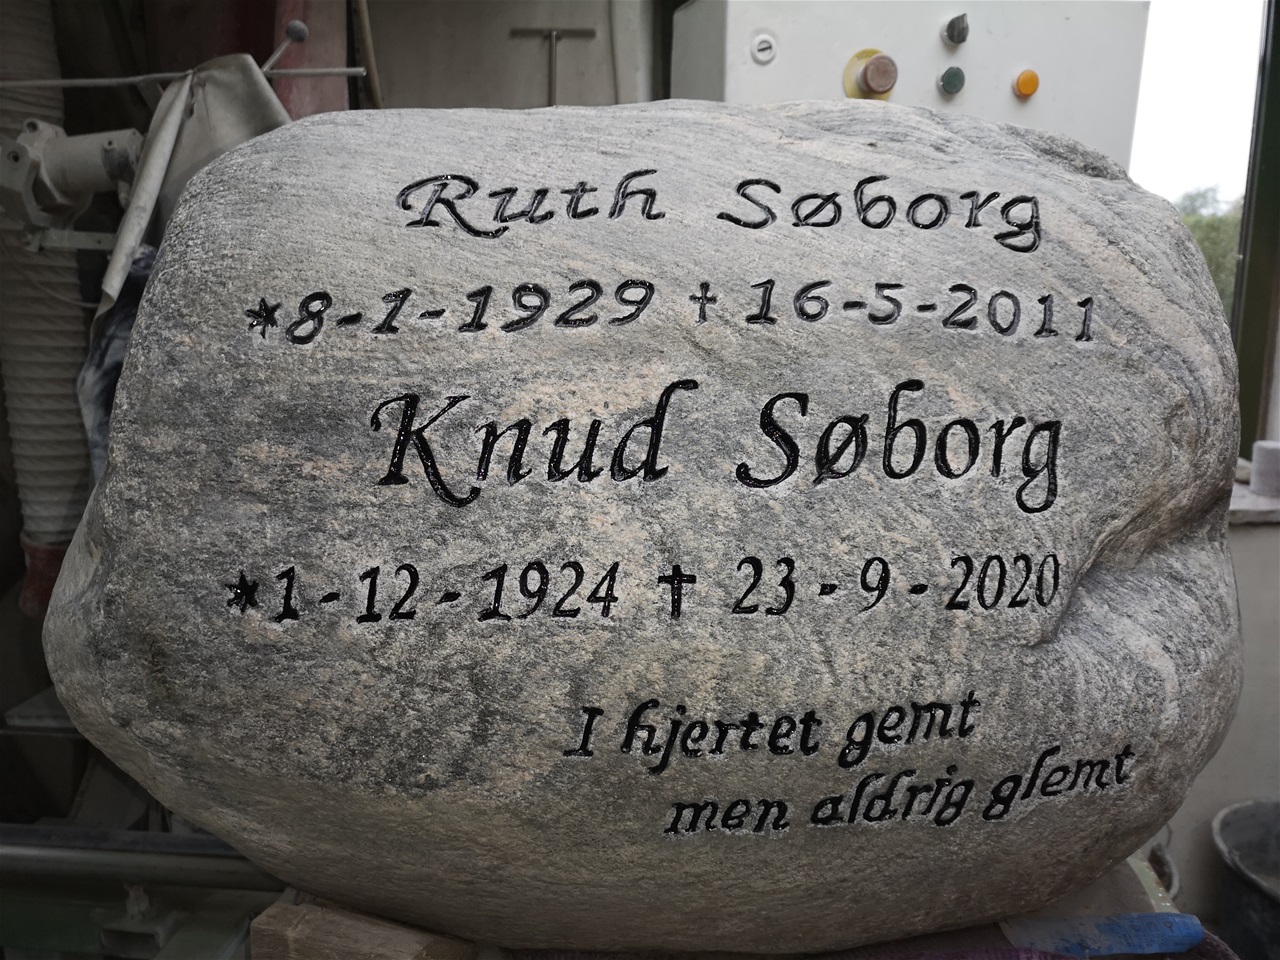 Ruth Søborg
*8-1-1929 †16-5-2011
Knud Søborg
*1-12-1924 † 23-9-2020
I hjertet gemt
men aldrig glemt